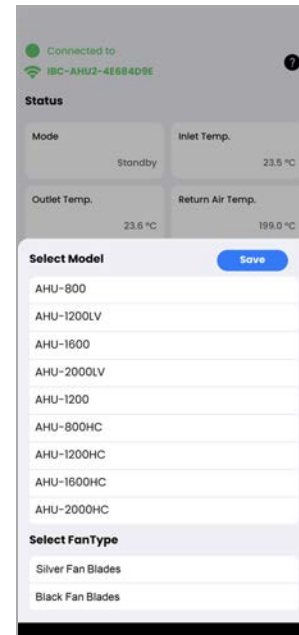 Connected to
IBC-AHU2-4E684D9E
?
Status
Mode
Standby
Inlet Temp.
23.5 °C
Outlet Temp.
23.6 °C
Return Air Temp.
199.0 °C
Select Model
Save
AHU-800
AHU-1200LV
AHU-1600
AHU-2000LV
AHU-1200
AHU-800HC
AHU-1200HC
AHU-1600HC
AHU-2000HC
Select FanType
Silver Fan Blades
Black Fan Blades